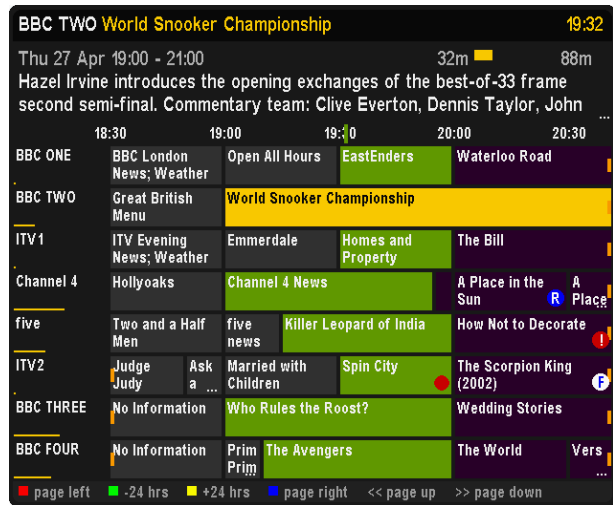 BBC TWO World Snooker Championship 19:32
Thu 27 Apr 19:00 - 21:00 32m 88m
Hazel Irvine introduces the opening exchanges of the best-of-33 frame
second semi-final. Commentary team: Clive Everton, Dennis Taylor, John
...
18:30 19:00 19:30 20:00 20:30
BBC ONE BBC London Open All Hours EastEnders Waterloo Road
News; Weather
BBC TWO Great British World Snooker Championship
Menu
ITV1 ITV Evening Emmerdale Homes and The Bill
News; Weather Property
Channel 4 Hollyoaks Channel 4 News A Place in the A
Sun R Place
...
five Two and a Half five Killer Leopard of India How Not to Decorate
Men news !
ITV2 Judge Ask Married with Spin City The Scorpion King
Judy a ... Children (2002) F
BBC THREE No Information Who Rules the Roost? Wedding Stories
BBC FOUR No Information Prim The Avengers The World Vers
Prim ...
...
page left -24 hrs +24 hrs page right << page up >> page down